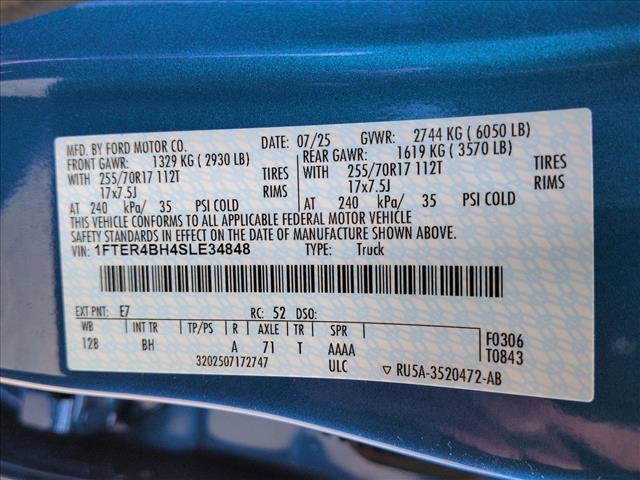 MFD. BY FORD MOTOR CO. DATE: 07/25 GVWR: 2744 KG ( 6050 LB)
FRONT GAWR: 1329 KG ( 2930 LB) REAR GAWR: 1619 KG ( 3570 LB)
WITH 255/70R17 112T TIRES WITH 255/70R17 112T TIRES
17x7.5J RIMS 17x7.5J RIMS
AT 240 kPa/ 35 PSI COLD AT 240 kPa/ 35 PSI COLD
THIS VEHICLE CONFORMS TO ALL APPLICABLE FEDERAL MOTOR VEHICLE
SAFETY STANDARDS IN EFFECT ON THE DATE OF MANUFACTURE SHOWN ABOVE.
VIN: 1FTER4BH4SLE34848 TYPE: Truck
EXT PNT: E7 RC: 52 DSO:
WB INT TR TP/PS R AXLE TR SPR
128 BH A 71 T AAAA
F0306
T0843
3202507172747 ULC ▽ RU5A-3520472-AB